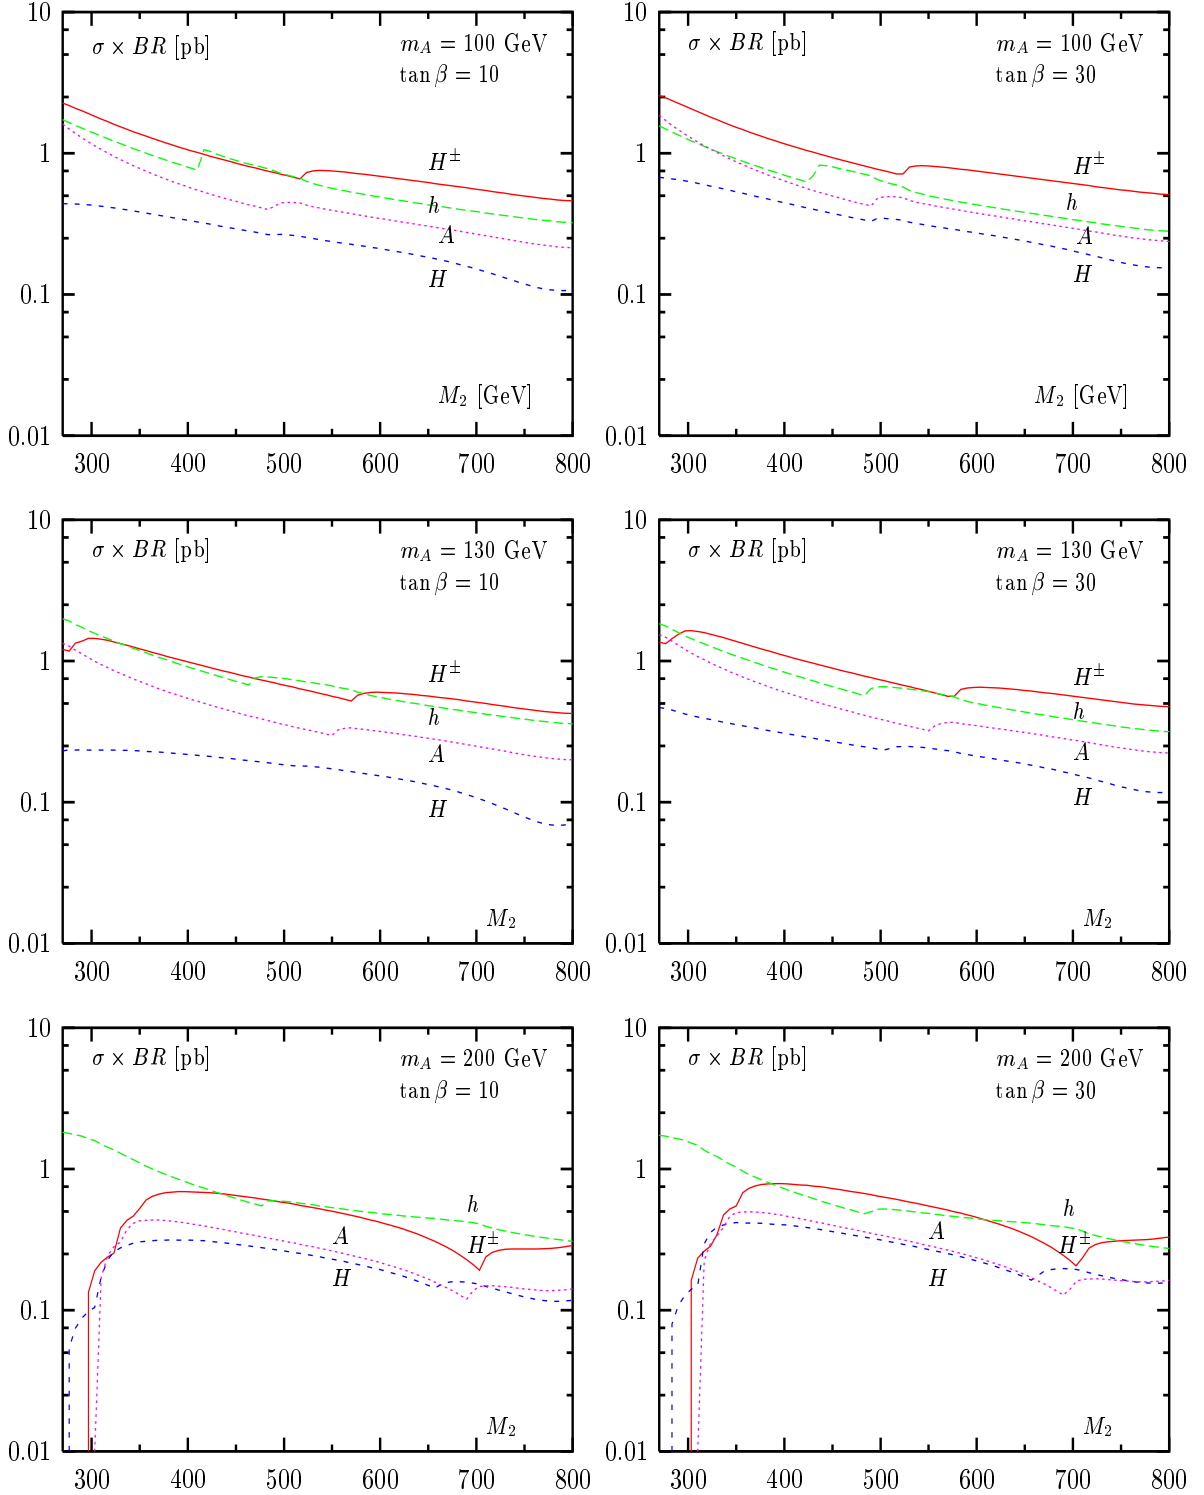 10
σ × BR [pb]
m_A = 100 GeV
tan β = 10
1
H^±
h
A
H
0.1
M_2 [GeV]
0.01
300 400 500 600 700 800
10
σ × BR [pb]
m_A = 100 GeV
tan β = 30
1
H^±
h
A
H
0.1
M_2 [GeV]
0.01
300 400 500 600 700 800
10
σ × BR [pb]
m_A = 130 GeV
tan β = 10
1
H^±
h
A
0.1
H
M_2
0.01
300 400 500 600 700 800
10
σ × BR [pb]
m_A = 130 GeV
tan β = 30
1
H^±
h
A
0.1
H
M_2
0.01
300 400 500 600 700 800
10
σ × BR [pb]
m_A = 200 GeV
tan β = 10
1
h
A
H^±
H
0.1
M_2
0.01
300 400 500 600 700 800
10
σ × BR [pb]
m_A = 200 GeV
tan β = 30
1
h
A
H^±
H
0.1
M_2
0.01
300 400 500 600 700 800